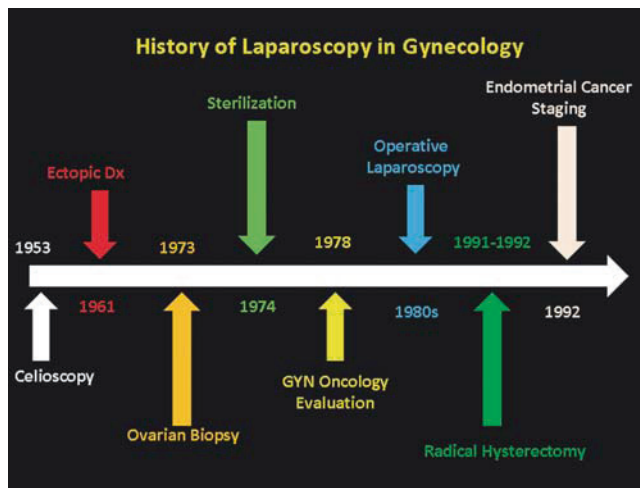 History of Laparoscopy in Gynecology
Endometrial Cancer
Staging
Sterilization
Operative
Laparoscopy
Ectopic Dx
1953
1973
1978
1991-1992
1961
1974
1980s
1992
Celioscopy
GYN Oncology
Evaluation
Ovarian Biopsy
Radical Hysterectomy